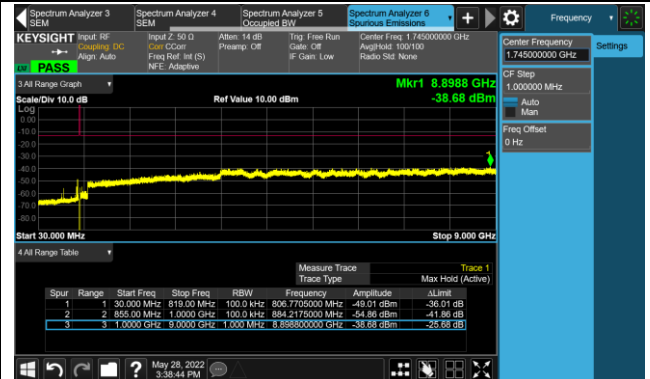 Spectrum Analyzer 3
SEM
Spectrum Analyzer 4
SEM
Spectrum Analyzer 5
Occupied BW
Spectrum Analyzer 6
Spurious Emissions
Frequency
KEYSIGHT
PASS
Input: RF
Coupling: DC
Align: Auto
Input Z: 50 Ω
Corr CCorr
Freq Ref: Int (S)
NFE: Adaptive
Atten: 14 dB
Preamp: Off
Trig: Free Run
Gate: Off
IF Gain: Low
Center Freq: 1.745000000 GHz
Avg|Hold: 100/100
Radio Std: None
Center Frequency
1.745000000 GHz
Settings
CF Step
1.000000 MHz
Auto
Man
Freq Offset
0 Hz
3 All Range Graph
Mkr1 8.8988 GHz
Scale/Div 10.0 dB
Ref Value 10.00 dBm
-38.68 dBm
Log
0.00
-10.0
-20.0
-30.0
-40.0
-50.0
-60.0
-70.0
-80.0
1
Start 30.000 MHz
Stop 9.000 GHz
4 All Range Table
Measure Trace Trace 1
Trace Type Max Hold (Active)
Spur Range Start Freq Stop Freq RBW Frequency Amplitude ΔLimit
1 1 30.000 MHz 819.00 MHz 100.0 kHz 806.7705000 MHz -49.01 dBm -36.01 dB
2 2 855.00 MHz 1.0000 GHz 100.0 kHz 884.2175000 MHz -54.86 dBm -41.86 dB
3 3 1.0000 GHz 9.0000 GHz 1.000 MHz 8.898800000 GHz -38.68 dBm -25.68 dB
May 28, 2022
3:38:44 PM